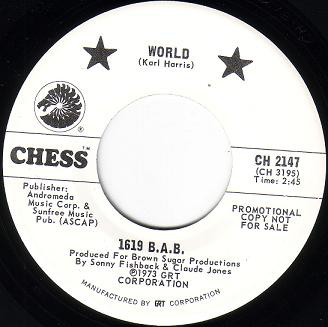 WORLD
(Karl Harris)
®
CHESS™
CH 2147
(CH 3195)
Time: 2:45
Publisher:
Andromeda
Music Corp. &
Sunfree Music
Pub. (ASCAP)
PROMOTIONAL
COPY NOT
FOR SALE
1619 B.A.B.
Produced For Brown Sugar Productions
By Sonny Fishback & Claude Jones
℗1973 GRT
CORPORATION
MANUFACTURED BY GRT CORPORATION